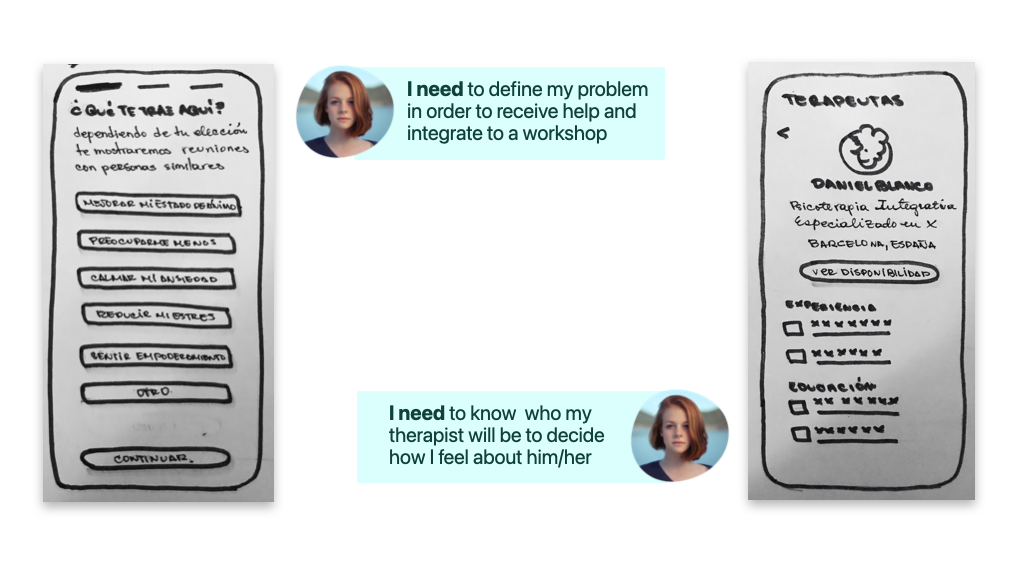 ¿QUÉ TE TRAE AQUÍ?
dependiendo de tu elección
te mostraremos reuniones
con personas similares
MEJORAR MI ESTADO DE ÁNIMO
PREOCUPARME MENOS
CALMAR MI ANSIEDAD
REDUCIR MI ESTRES
SENTIR EMPODERAMIENTO
OTRO
CONTINUAR.
I need to define my problem
in order to receive help and
integrate to a workshop
I need to know who my
therapist will be to decide
how I feel about him/her
TERAPEUTAS
<
DANIEL BLANCO
Psicoterapia Integrativa
Especializado en X
BARCELONA, ESPAÑA
VER DISPONIBILIDAD
EXPERIENCIA
EDUCACIÓN